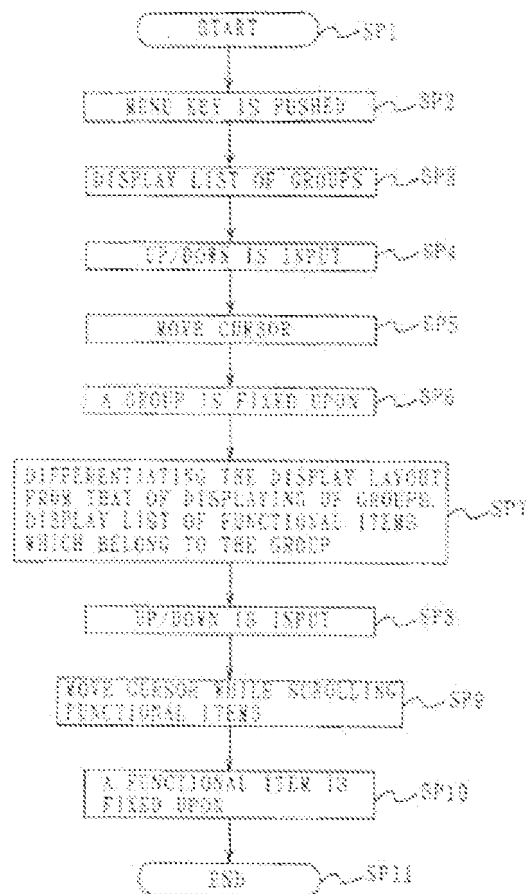 START
SP1
MENU KEY IS PUSHED
SP2
DISPLAY LIST OF GROUPS
SP3
UP/DOWN IS INPUT
SP4
MOVE CURSOR
SP5
A GROUP IS FIXED UPON
SP6
DIFFERENTIATING THE DISPLAY LAYOUT
FROM THAT OF DISPLAYING OF GROUPS,
DISPLAY LIST OF FUNCTIONAL ITEMS
WHICH BELONG TO THE GROUP
SP7
UP/DOWN IS INPUT
SP8
MOVE CURSOR WHILE SCROLLING
FUNCTIONAL ITEMS
SP9
A FUNCTIONAL ITEM IS
FIXED UPON
SP10
END
SP11